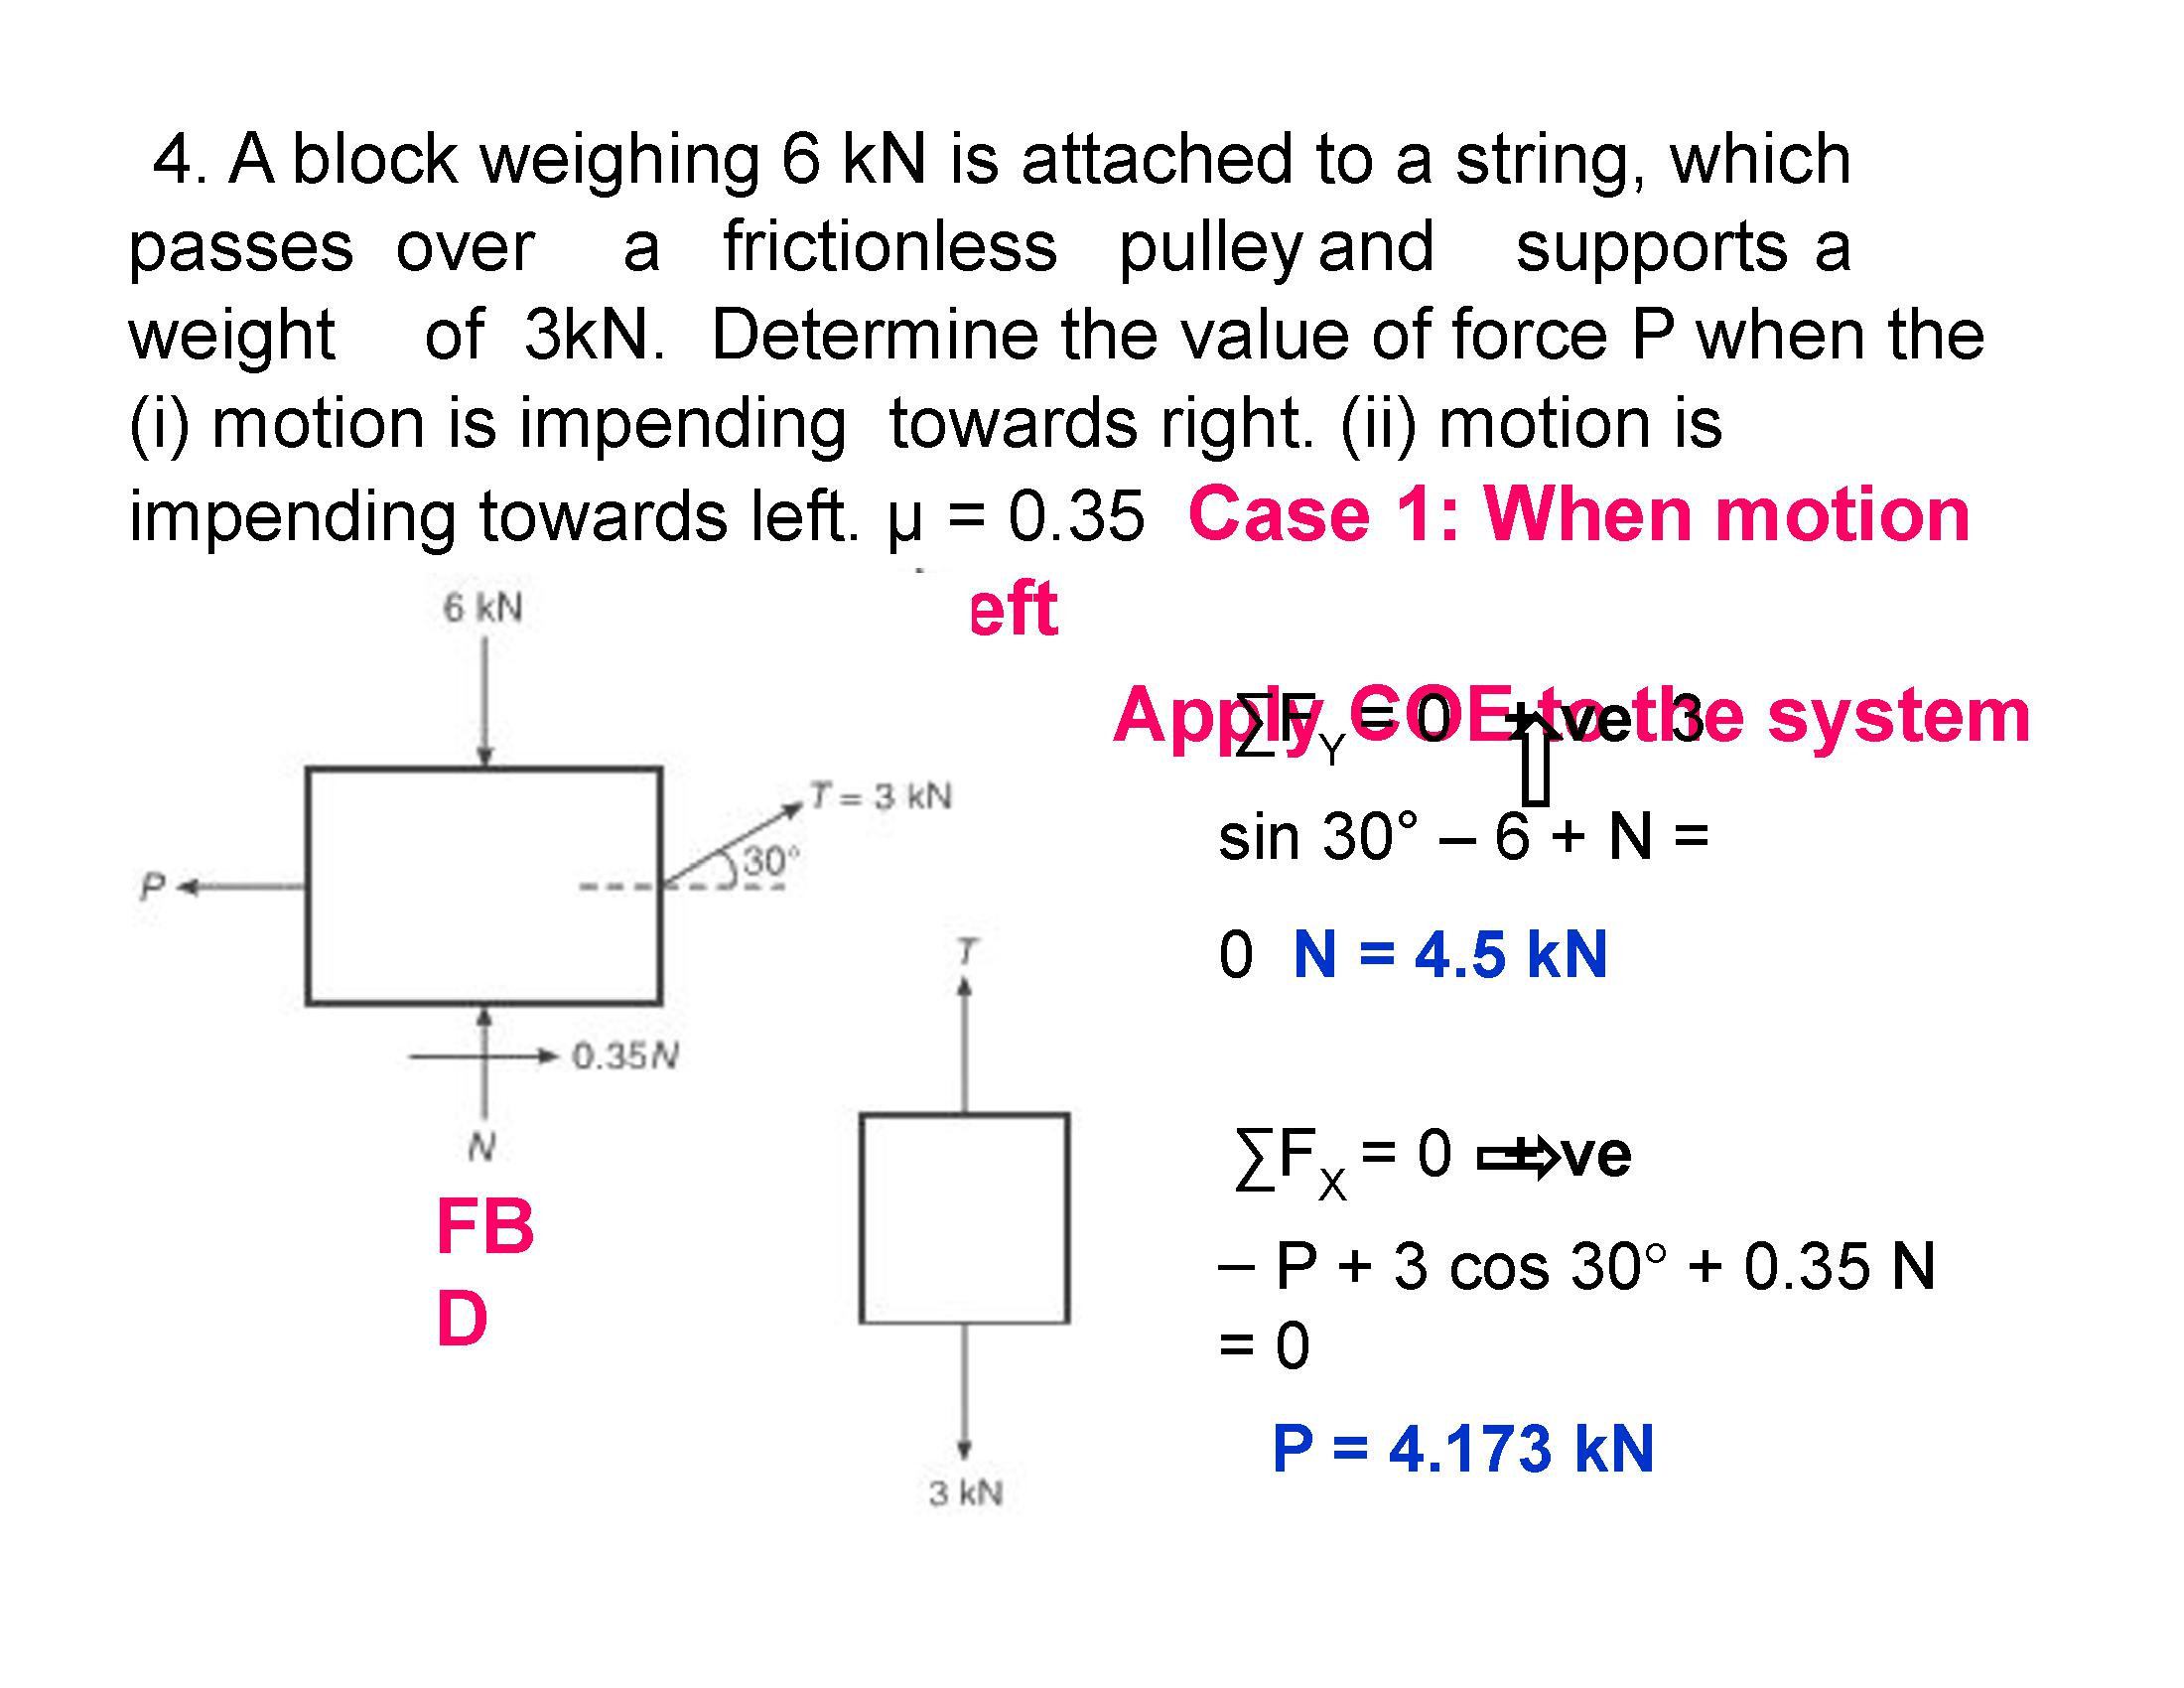 4. A block weighing 6 kN is attached to a string, which
passes over a frictionless pulley and supports a
weight of 3kN. Determine the value of force P when the
(i) motion is impending towards right. (ii) motion is
impending towards left. µ = 0.35 Case 1: When motion
eft
6 kN
Apply COE to the system
∑FY = 0 +ve 3
T = 3 kN
sin 30° – 6 + N =
30°
P
0 N = 4.5 kN
T
0.35N
N
∑FX = 0 +ve
FB
– P + 3 cos 30° + 0.35 N
D
= 0
P = 4.173 kN
3 kN